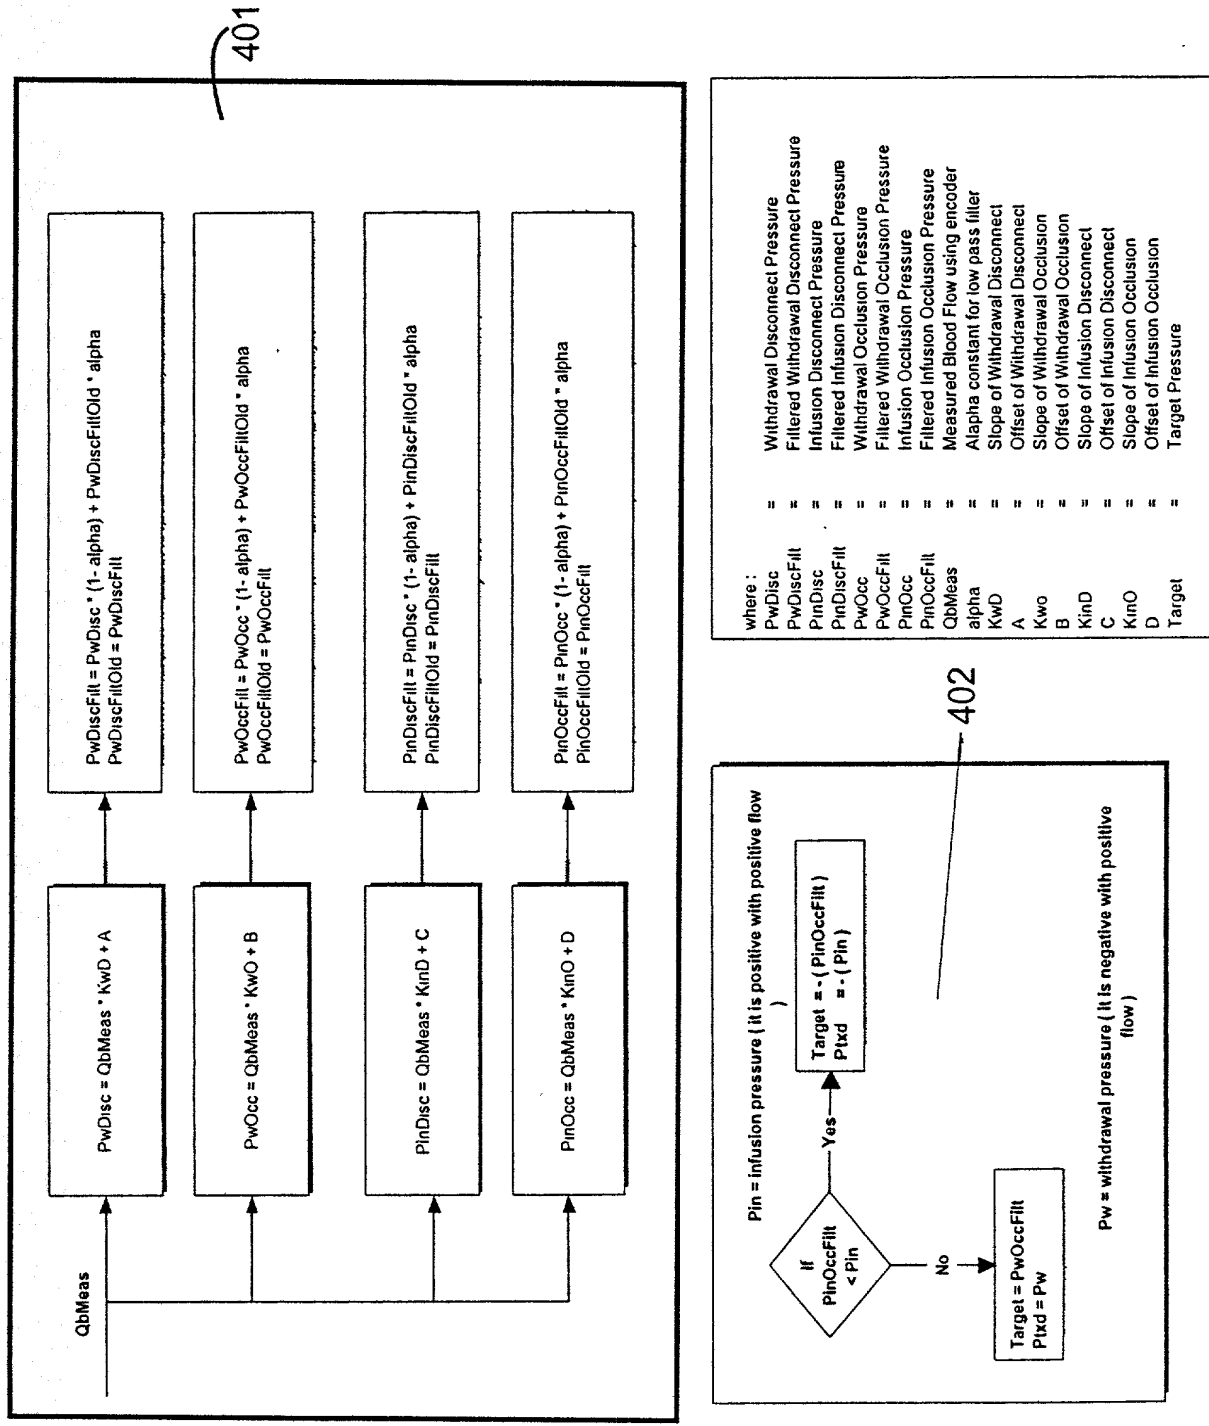 401
QbMeas
PwDisc = QbMeas * KwD + A
PwDiscFilt = PwDisc * (1- alpha) + PwDiscFiltOld * alpha
PwDiscFiltOld = PwDiscFilt
PwOcc = QbMeas * KwO + B
PwOccFilt = PwOcc * (1- alpha) + PwOccFiltOld * alpha
PwOccFiltOld = PwOccFilt
PinDisc = QbMeas * KinD + C
PinDiscFilt = PinDisc * (1- alpha) + PinDiscFiltOld * alpha
PinDiscFiltOld = PinDiscFilt
PinOcc = QbMeas * KinO + D
PinOccFilt = PinOcc * (1- alpha) + PinOccFiltOld * alpha
PinOccFiltOld = PinOccFilt
Pin = infusion pressure ( it is positive with positive flow
)
If
PinOccFilt
< Pin
Yes
Target = - ( PinOccFilt )
Ptxd = - ( Pin )
No
Target = PwOccFilt
Ptxd = Pw
Pw = withdrawal pressure ( it is negative with positive
flow )
402
where :
PwDisc = Withdrawal Disconnect Pressure
PwDiscFilt = Filtered Withdrawal Disconnect Pressure
PinDisc = Infusion Disconnect Pressure
PinDiscFilt = Filtered Infusion Disconnect Pressure
PwOcc = Withdrawal Occlusion Pressure
PwOccFilt = Filtered Withdrawal Occlusion Pressure
PinOcc = Infusion Occlusion Pressure
PinOccFilt = Filtered Infusion Occlusion Pressure
QbMeas = Measured Blood Flow using encoder
alpha = Alapha constant for low pass filter
KwD = Slope of Withdrawal Disconnect
A = Offset of Withdrawal Disconnect
Kwo = Slope of Withdrawal Occlusion
B = Offset of Withdrawal Occlusion
KinD = Slope of Infusion Disconnect
C = Offset of Infusion Disconnect
KinO = Slope of Infusion Occlusion
D = Offset of Infusion Occlusion
Target = Target Pressure